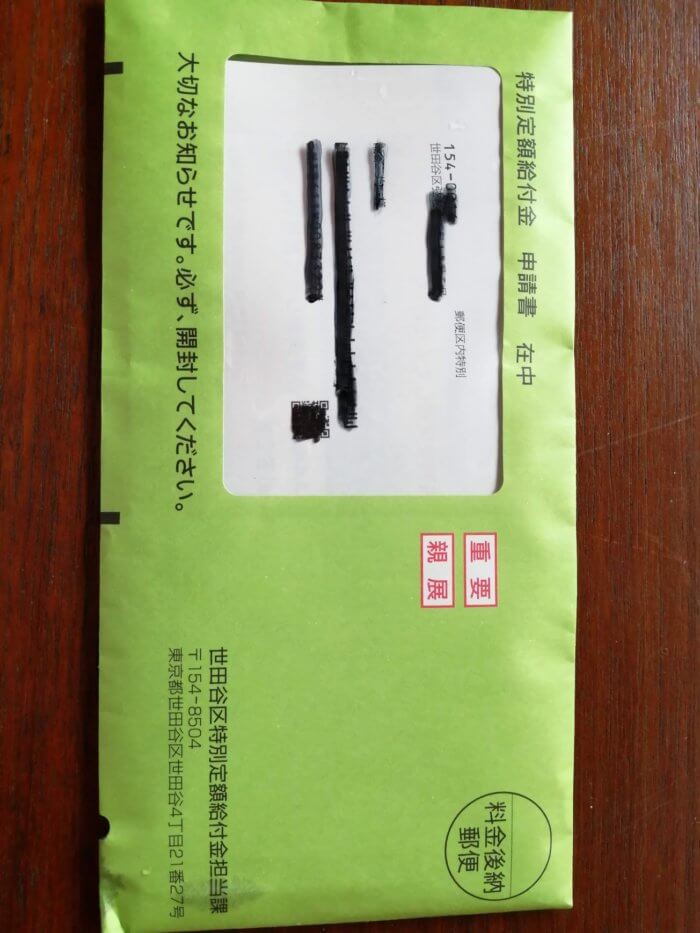 特別定額給付金 申請書 在中
154-0
世田谷区
郵便区内特別
重要
親展
大切なお知らせです。必ず、開封してください。
料金後納
郵便
世田谷区特別定額給付金担当課
〒154-8504
東京都世田谷区世田谷4丁目21番27号